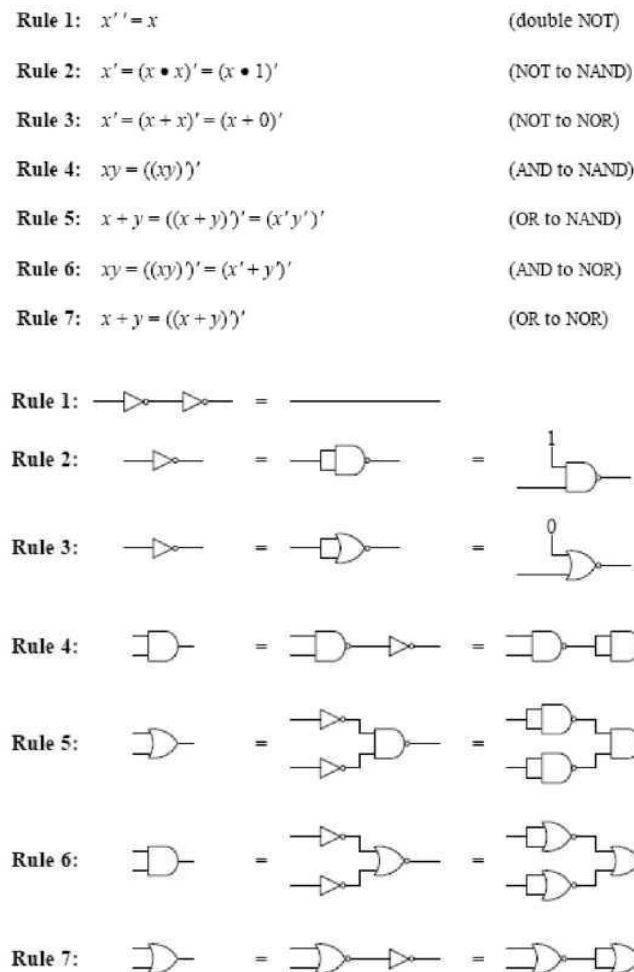 Rule 1: x' ' = x (double NOT)
Rule 2: x' = (x • x)' = (x • 1)' (NOT to NAND)
Rule 3: x' = (x + x)' = (x + 0)' (NOT to NOR)
Rule 4: xy = ((xy)')' (AND to NAND)
Rule 5: x + y = ((x + y)')' = (x'y')' (OR to NAND)
Rule 6: xy = ((xy)')' = (x' + y')' (AND to NOR)
Rule 7: x + y = ((x + y)')' (OR to NOR)
Rule 1: =
Rule 2: = = 1
Rule 3: = = 0
Rule 4: = =
Rule 5: = =
Rule 6: = =
Rule 7: = =